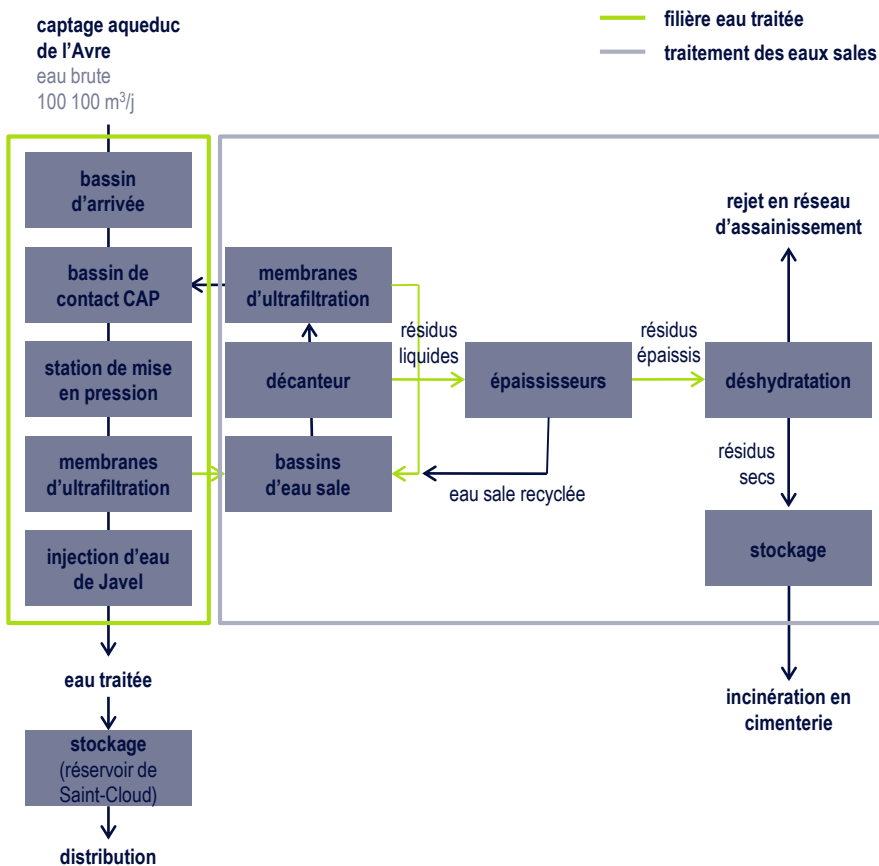 captage aqueduc
de l’Avre
eau brute
100 100 m³/j
filière eau traitée
traitement des eaux sales
bassin
d’arrivée
bassin de
contact CAP
station de mise
en pression
membranes
d’ultrafiltration
injection d’eau
de Javel
eau traitée
stockage
(réservoir de
Saint-Cloud)
distribution
membranes
d’ultrafiltration
décanteur
bassins
d’eau sale
résidus
liquides
épaississeurs
eau sale recyclée
résidus
épaissis
rejet en réseau
d’assainissement
déshydratation
résidus
secs
stockage
incinération en
cimenterie